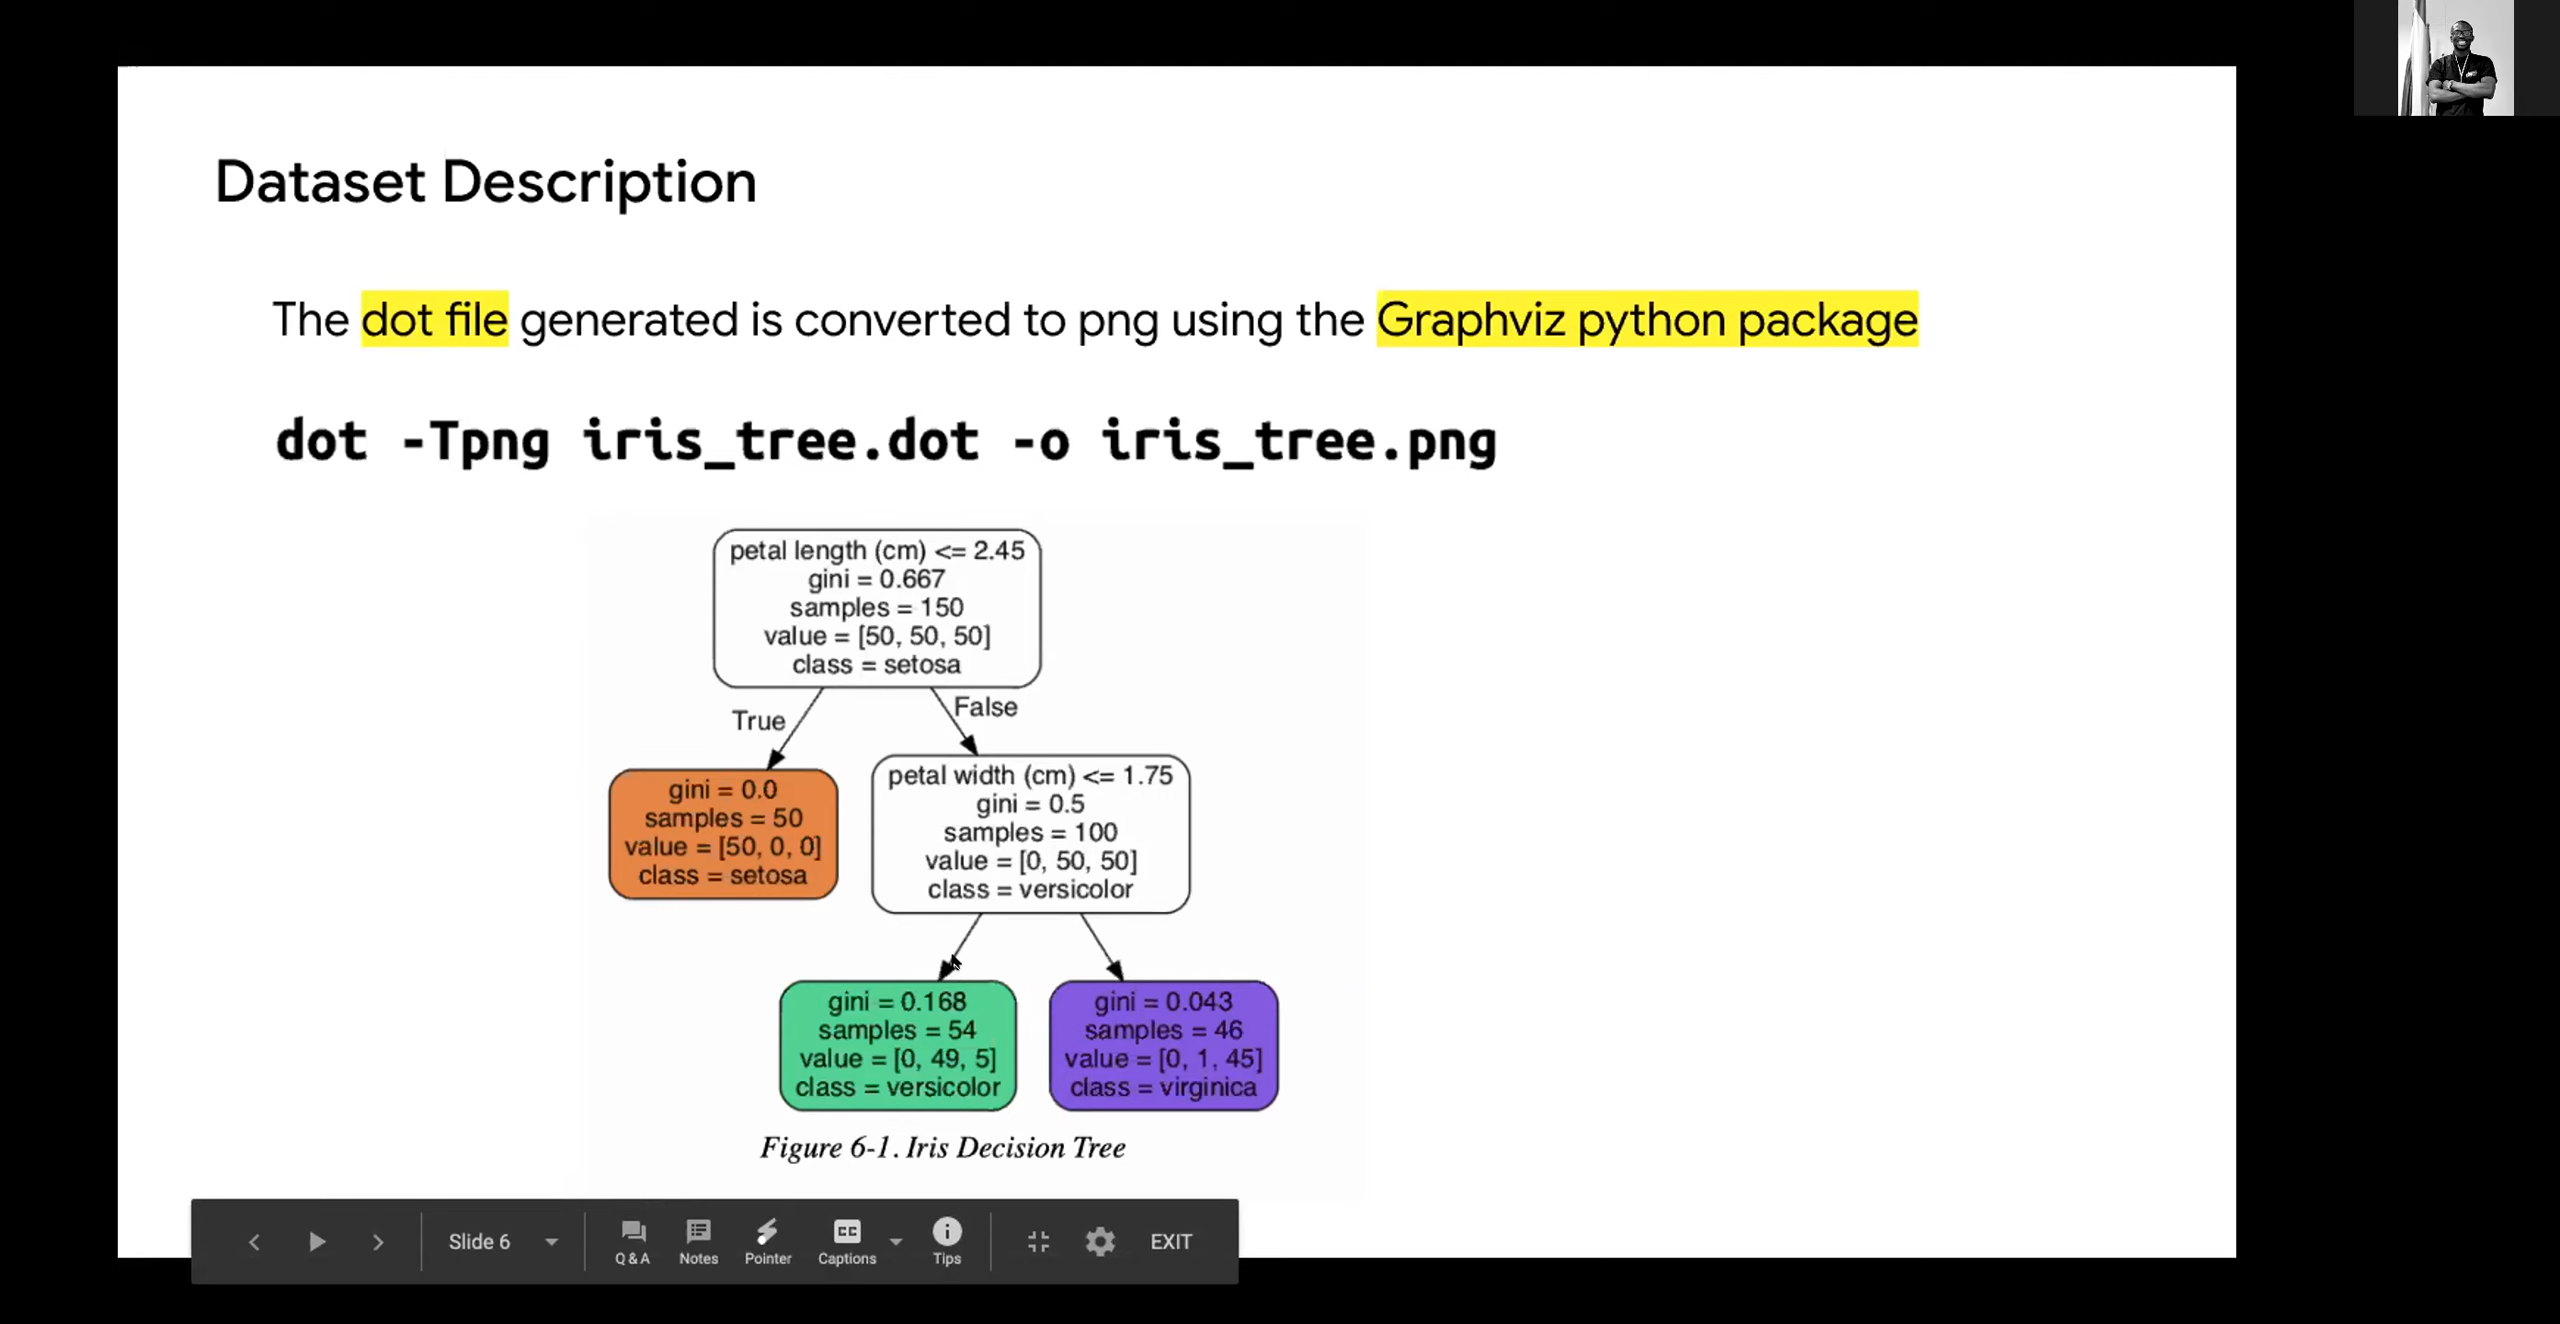 Dataset Description
The dot file generated is converted to png using the Graphviz python package
dot -Tpng iris_tree.dot -o iris_tree.png
petal length (cm) <= 2.45
gini = 0.667
samples = 150
value = [50, 50, 50]
class = setosa
True
False
gini = 0.0
samples = 50
value = [50, 0, 0]
class = setosa
petal width (cm) <= 1.75
gini = 0.5
samples = 100
value = [0, 50, 50]
class = versicolor
gini = 0.168
samples = 54
value = [0, 49, 5]
class = versicolor
gini = 0.043
samples = 46
value = [0, 1, 45]
class = virginica
Figure 6-1. Iris Decision Tree
Slide 6
Q&A
Notes
Pointer
CC
Captions
Tips
EXIT